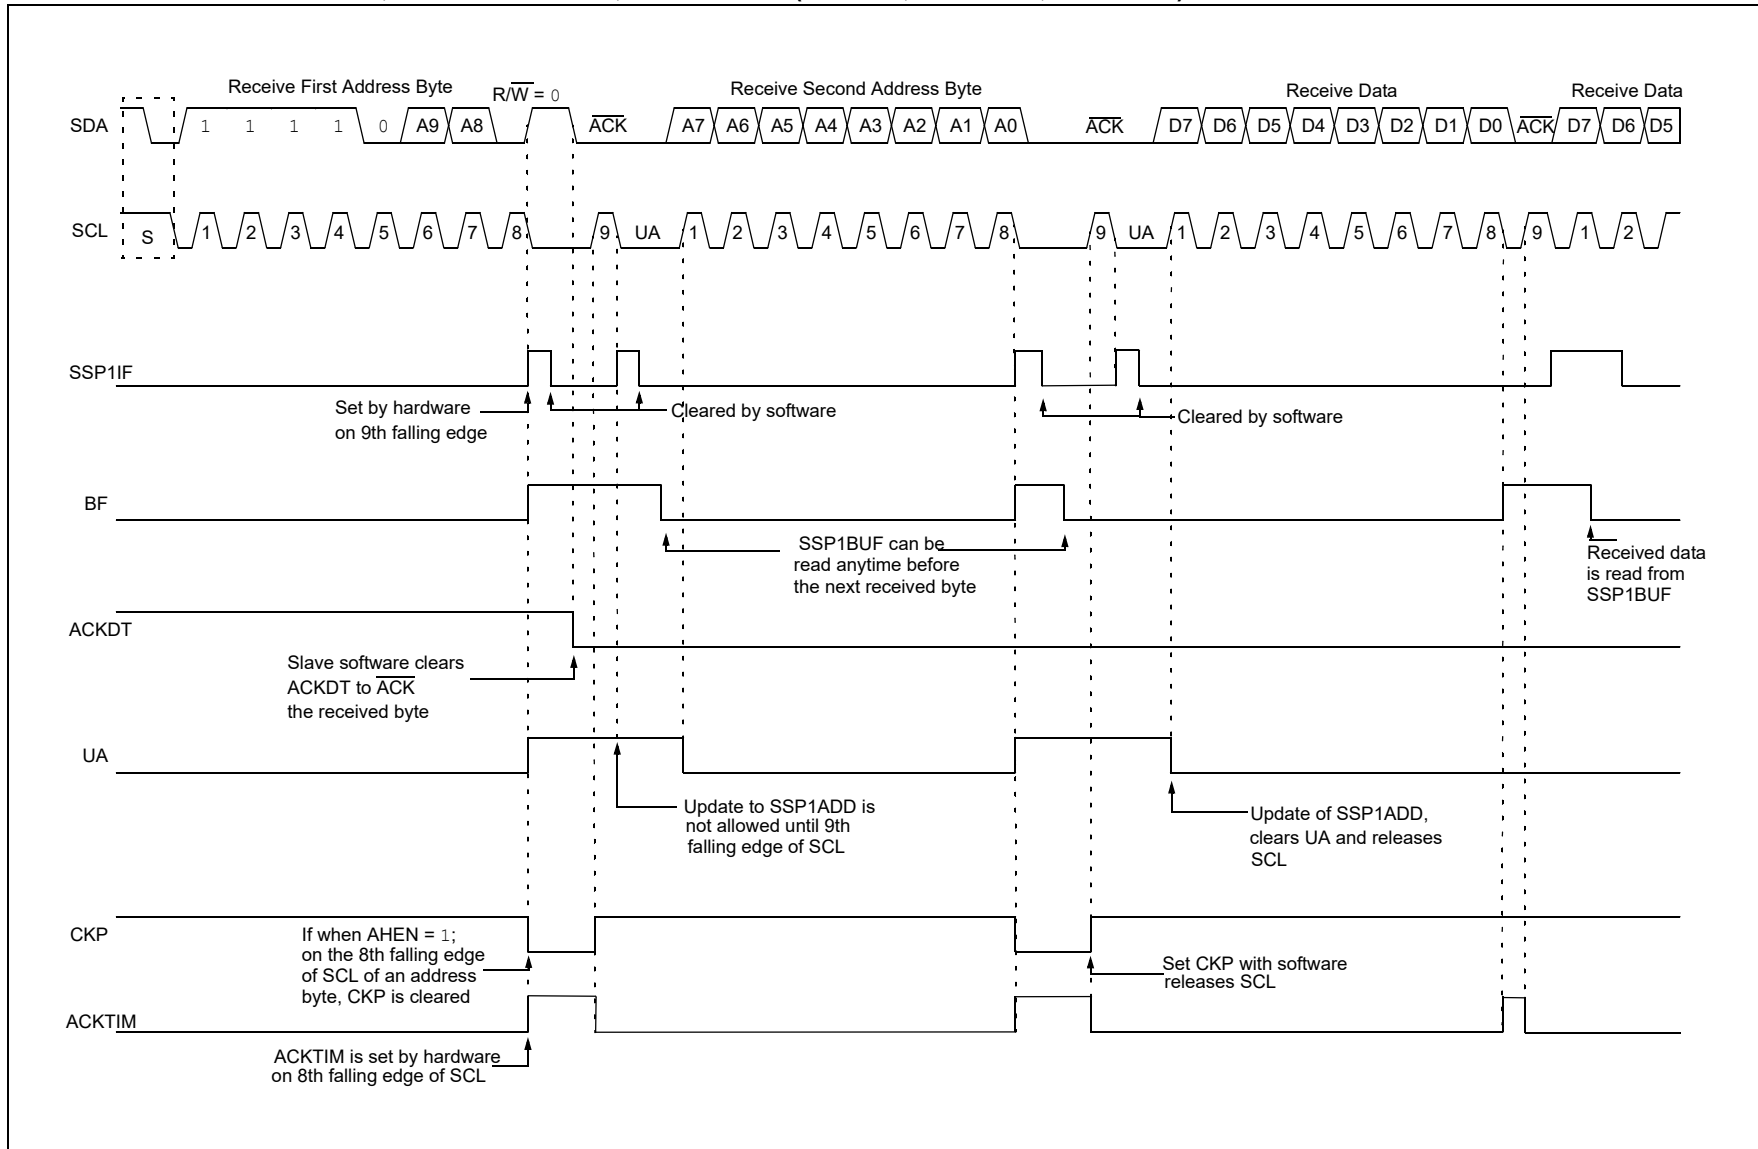 Receive First Address Byte
R/W = 0
Receive Second Address Byte
Receive Data
Receive Data
SDA
1 1 1 1 0 A9 A8
ACK
A7 A6 A5 A4 A3 A2 A1 A0
ACK
D7 D6 D5 D4 D3 D2 D1 D0
ACK
D7 D6 D5
SCL
S
1 2 3 4 5 6 7 8 9 UA 1 2 3 4 5 6 7 8 9 UA 1 2 3 4 5 6 7 8 9 1 2
SSP1IF
Set by hardware
on 9th falling edge
Cleared by software
Cleared by software
BF
SSP1BUF can be
read anytime before
the next received byte
Received data
is read from
SSP1BUF
ACKDT
Slave software clears
ACKDT to ACK
the received byte
UA
Update to SSP1ADD is
not allowed until 9th
falling edge of SCL
Update of SSP1ADD,
clears UA and releases
SCL
CKP
If when AHEN = 1;
on the 8th falling edge
of SCL of an address
byte, CKP is cleared
Set CKP with software
releases SCL
ACKTIM
ACKTIM is set by hardware
on 8th falling edge of SCL